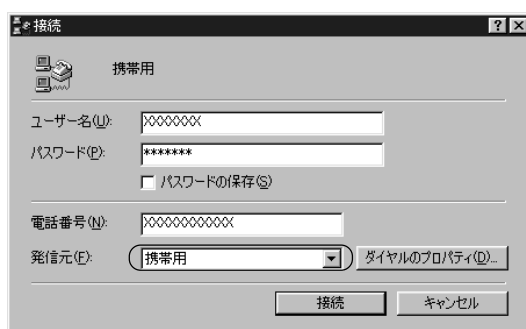 接続
携帯用
ユーザー名(U): XXXXXXX
パスワード(P): *******
パスワードの保存(S)
電話番号(N): XXXXXXXXXXX
発信元(F): 携帯用 ダイヤルのプロパティ(D)...
接続 キャンセル